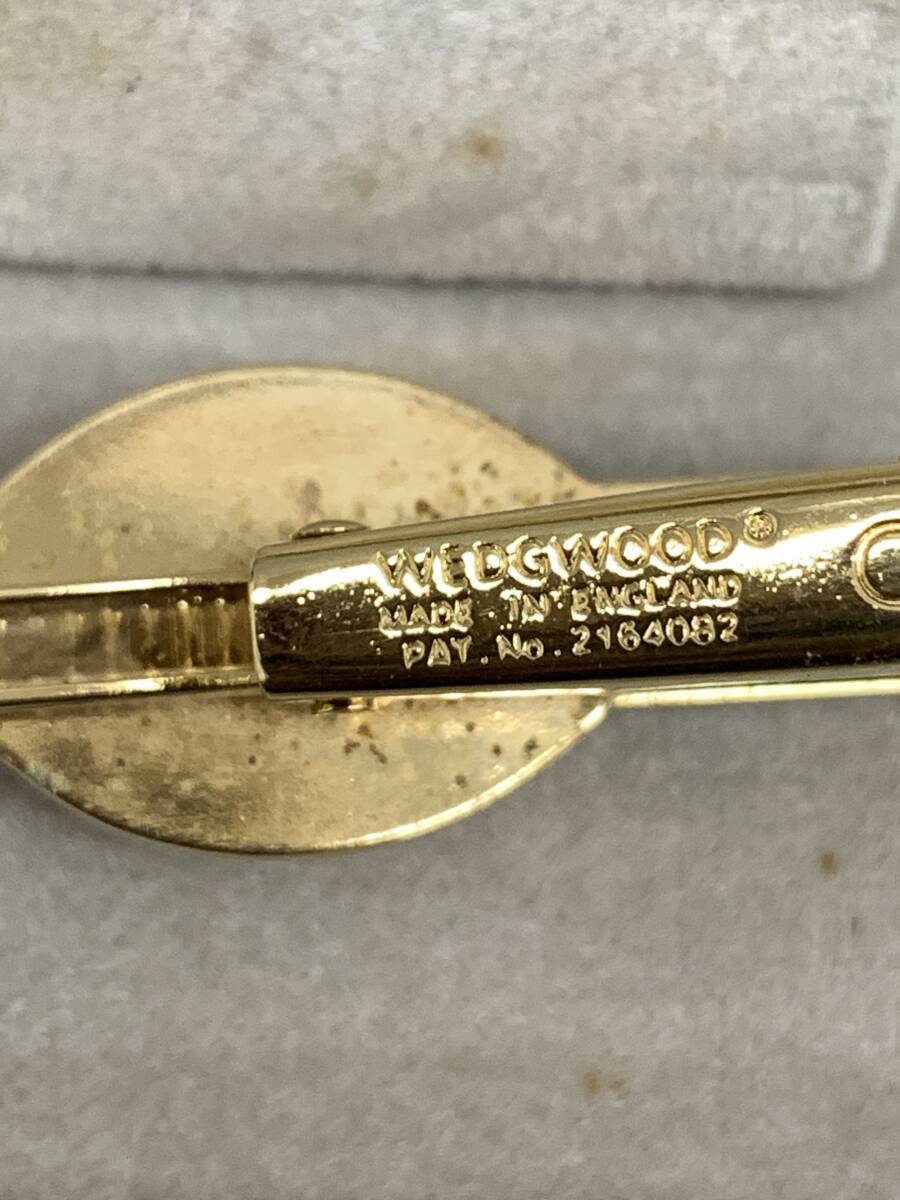 WEDGWOOD®
MADE IN ENGLAND
PAT. No. 2164082